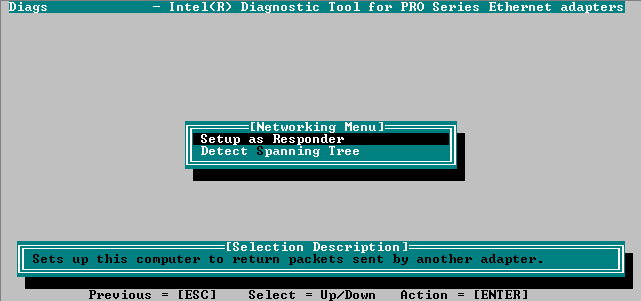 Diags - Intel(R) Diagnostic Tool for PRO Series Ethernet adapters
[Networking Menu]
Setup as Responder
Detect Spanning Tree
[Selection Description]
Sets up this computer to return packets sent by another adapter.
Previous = [ESC] Select = Up/Down Action = [ENTER]